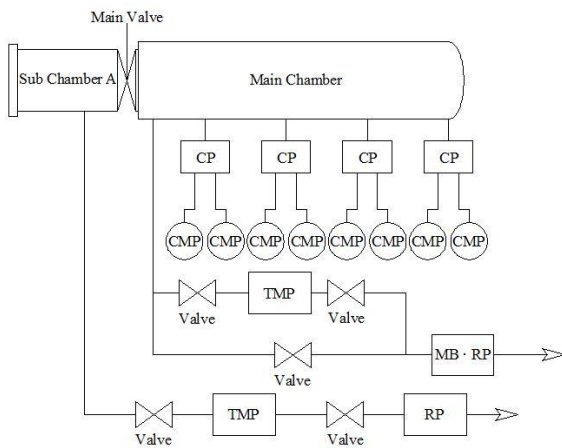 Main Valve
Sub Chamber A
Main Chamber
CP CP CP CP
CMP CMP CMP CMP CMP CMP CMP CMP
TMP
Valve Valve
MB · RP
Valve
TMP RP
Valve Valve